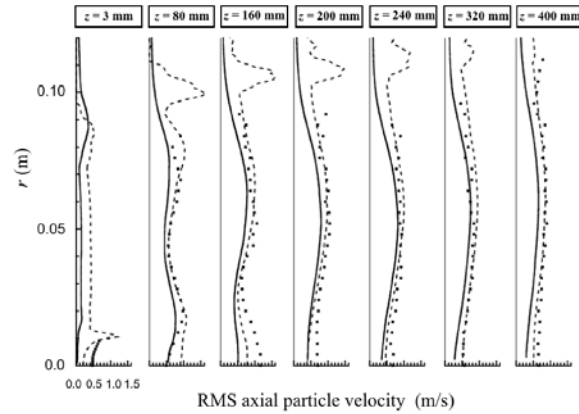 z = 3 mm z = 80 mm z = 160 mm z = 200 mm z = 240 mm z = 320 mm z = 400 mm
0.10
r (m)
0.05
0.0
0.0 0.5 1.0 1.5
RMS axial particle velocity (m/s)